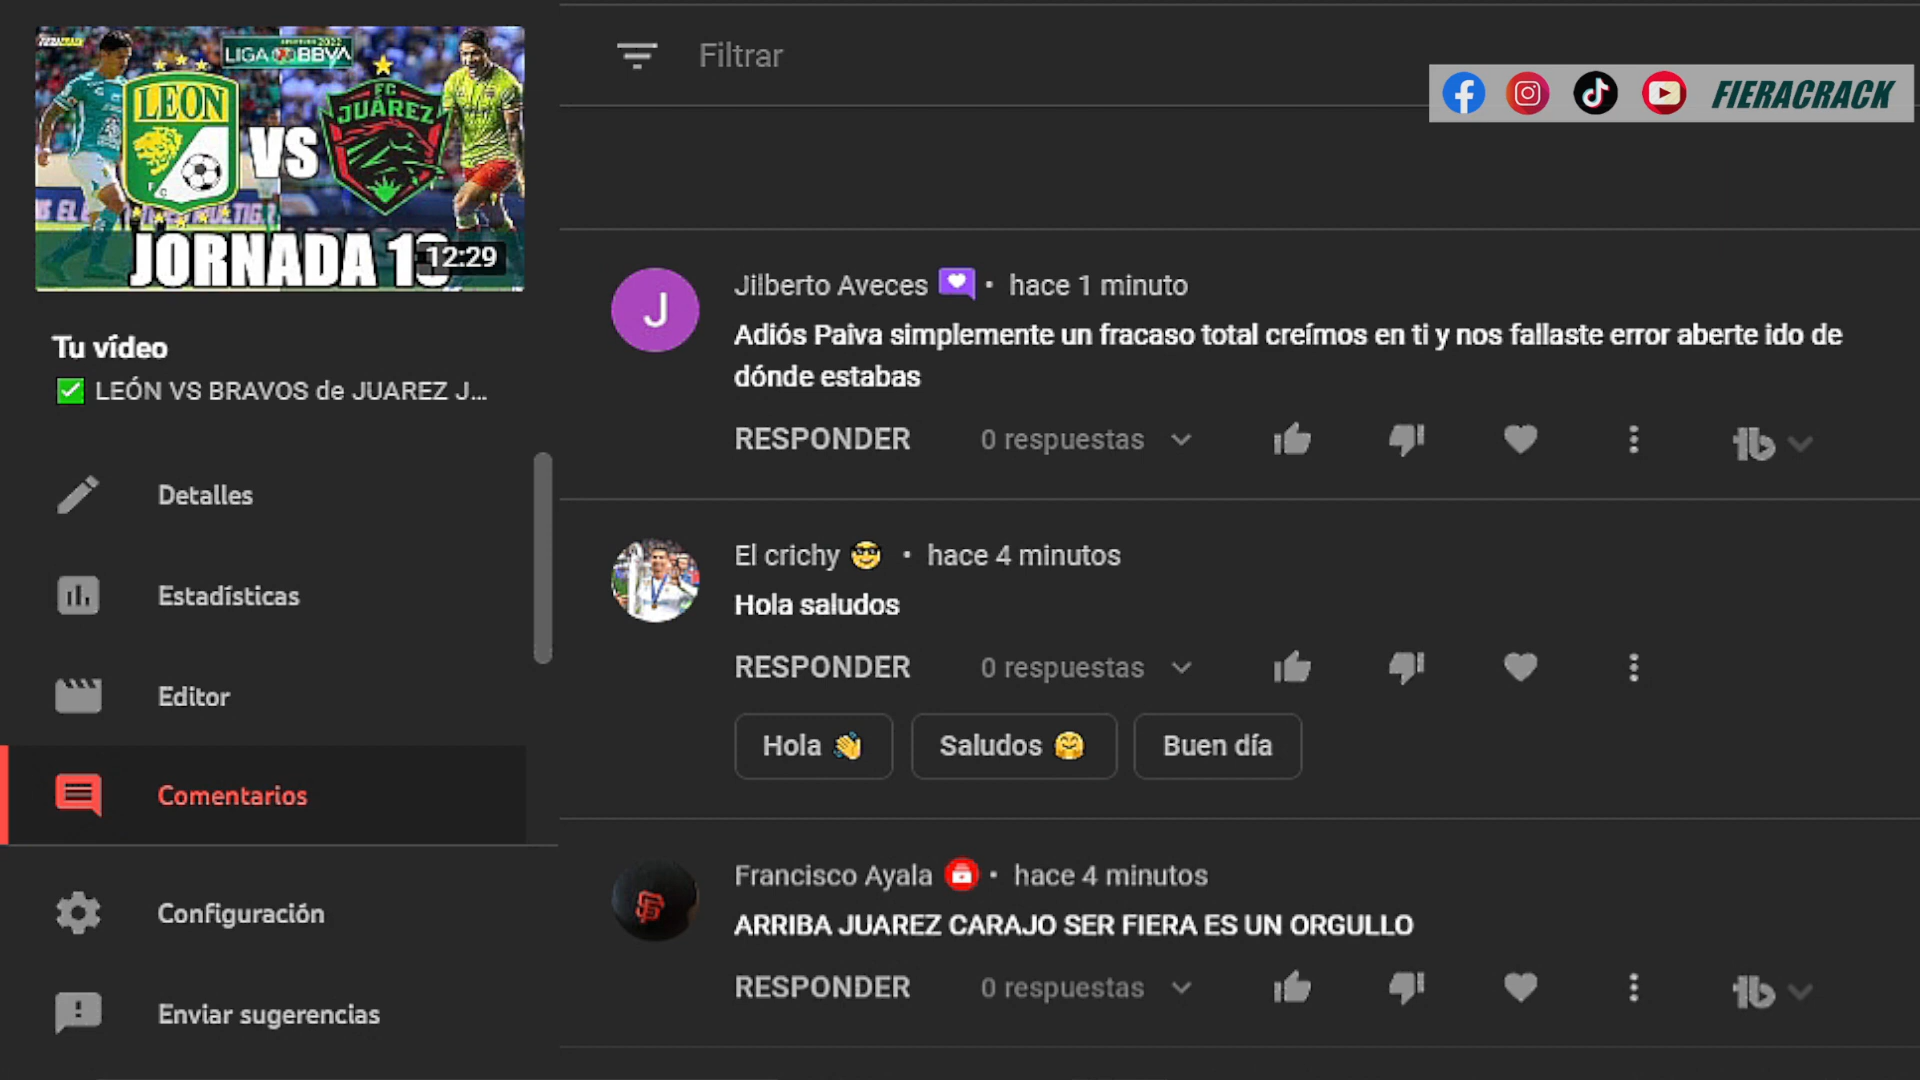 FIERACRACK
LIGA BBVA
LEON
FC
JUÁREZ
VS
F C
JORNADA 13
12:29
Tu vídeo
LEÓN VS BRAVOS de JUAREZ J...
Detalles
Estadísticas
Editor
Comentarios
Configuración
Enviar sugerencias
Filtrar
FIERACRACK
J
Jilberto Aveces • hace 1 minuto
Adiós Paiva simplemente un fracaso total creímos en ti y nos fallaste error aberte ido de
dónde estabas
RESPONDER 0 respuestas
El crichy 😎 • hace 4 minutos
Hola saludos
RESPONDER 0 respuestas
Hola 👋 Saludos 🤗 Buen día
SF
Francisco Ayala • hace 4 minutos
ARRIBA JUAREZ CARAJO SER FIERA ES UN ORGULLO
RESPONDER 0 respuestas